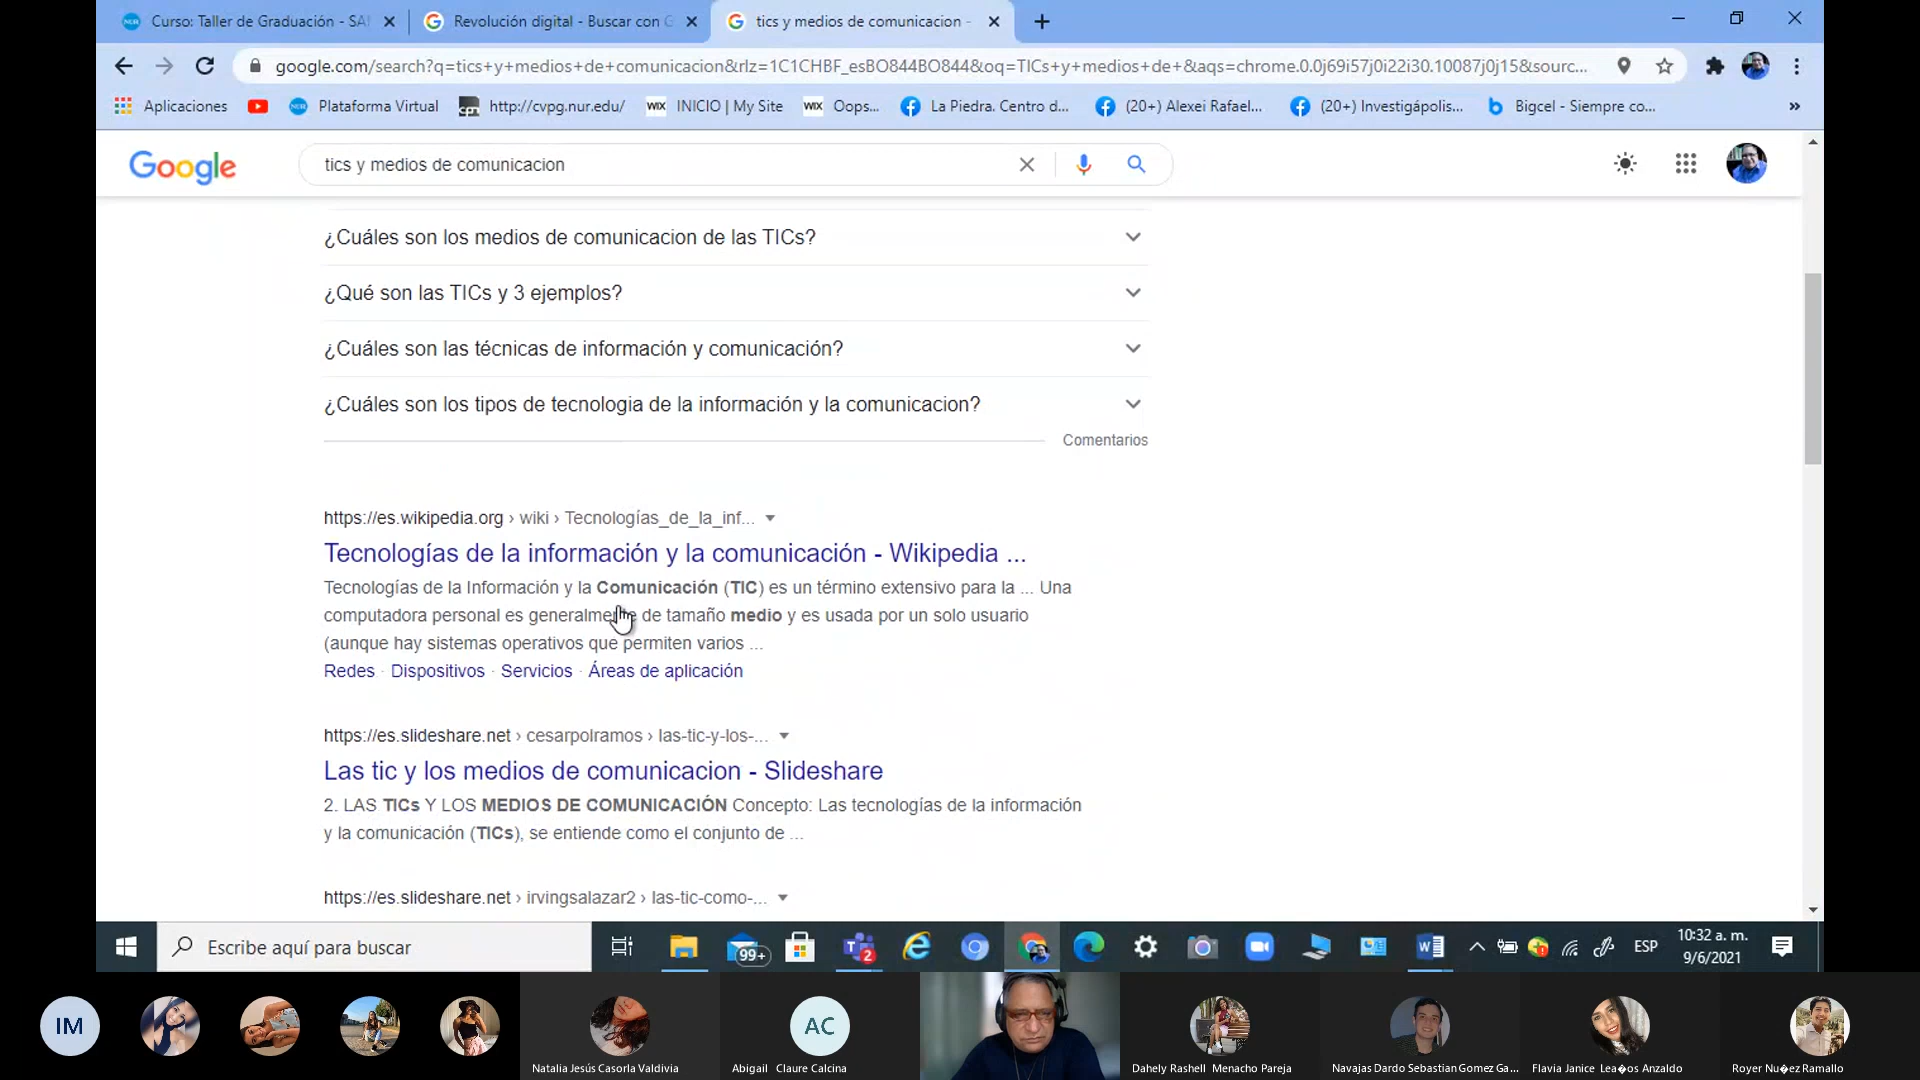 Curso: Taller de Graduación - SAI
Revolución digital - Buscar con G
tics y medios de comunicacion -
google.com/search?q=tics+y+medios+de+comunicacion&rlz=1C1CHBF_esBO844BO844&oq=TICs+y+medios+de+&aqs=chrome.0.0j69i57j0i22i30.10087j0j15&sourc...
Aplicaciones
Plataforma Virtual
http://cvpg.nur.edu/
WIX INICIO | My Site
WIX Oops...
La Piedra. Centro d...
(20+) Alexei Rafael...
(20+) Investigápolis...
Bigcel - Siempre co...
»
Google
tics y medios de comunicacion
¿Cuáles son los medios de comunicacion de las TICs?
¿Qué son las TICs y 3 ejemplos?
¿Cuáles son las técnicas de información y comunicación?
¿Cuáles son los tipos de tecnologia de la información y la comunicacion?
Comentarios
https://es.wikipedia.org › wiki › Tecnologías_de_la_inf...
Tecnologías de la información y la comunicación - Wikipedia ...
Tecnologías de la Información y la Comunicación (TIC) es un término extensivo para la ... Una
computadora personal es generalmente de tamaño medio y es usada por un solo usuario
(aunque hay sistemas operativos que permiten varios ...
Redes · Dispositivos · Servicios · Áreas de aplicación
https://es.slideshare.net › cesarpolramos › las-tic-y-los-...
Las tic y los medios de comunicacion - Slideshare
2. LAS TICs Y LOS MEDIOS DE COMUNICACIÓN Concepto: Las tecnologías de la información
y la comunicación (TICs), se entiende como el conjunto de ...
https://es.slideshare.net › irvingsalazar2 › las-tic-como-...
Escribe aquí para buscar
99+
2
ESP
10:32 a. m.
9/6/2021
IM
AC
Natalia Jesús Casorla Valdivia
Abigail Claure Calcina
Dahely Rashell Menacho Pareja
Navajas Dardo Sebastian Gomez Ga...
Flavia Janice Lea�os Anzaldo
Royer Nu�ez Ramallo